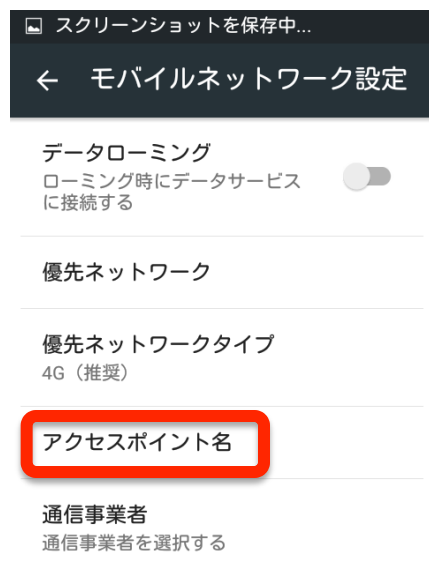 スクリーンショットを保存中...
モバイルネットワーク設定
データローミング
ローミング時にデータサービス
に接続する
優先ネットワーク
優先ネットワークタイプ
4G（推奨）
アクセスポイント名
通信事業者
通信事業者を選択する